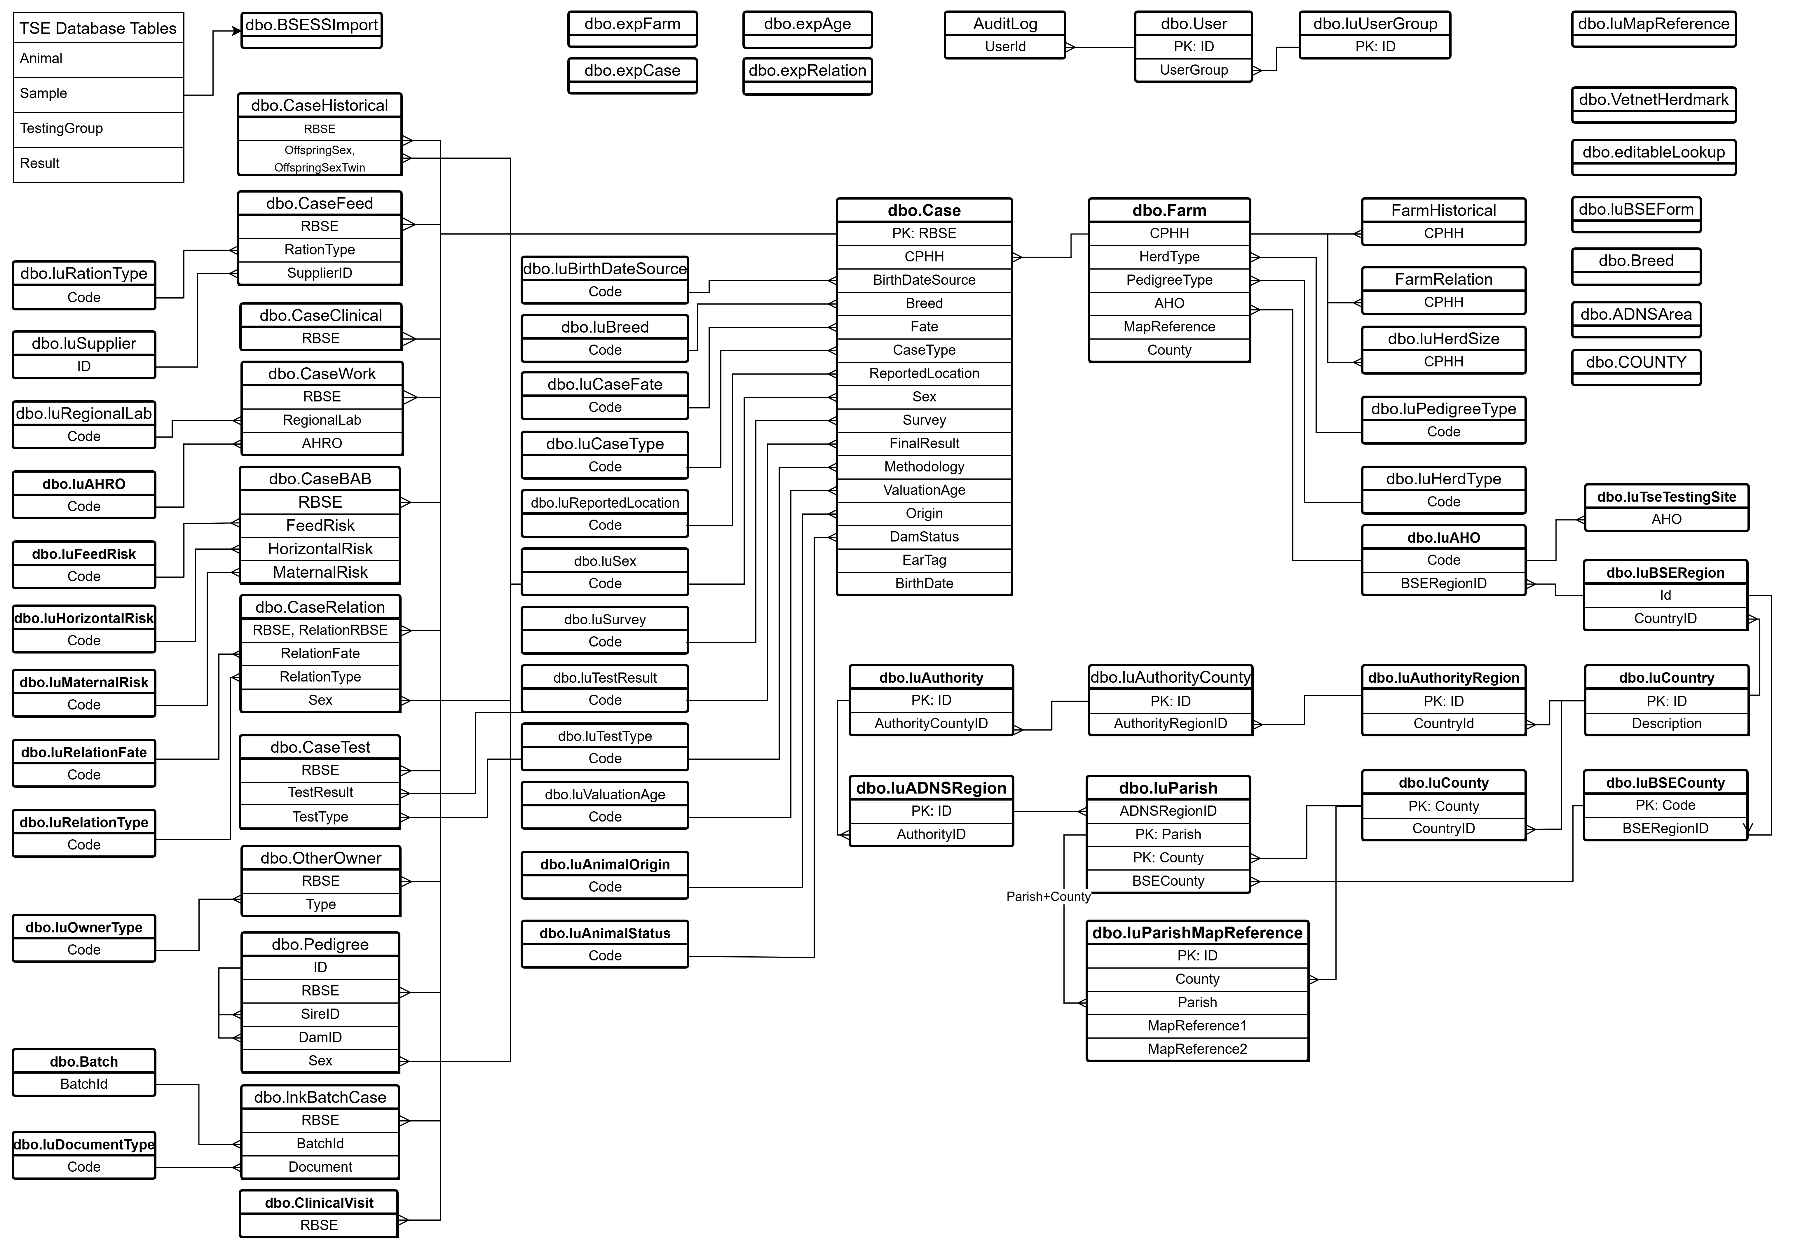 TSE Database Tables
Animal
Sample
TestingGroup
Result
dbo.BSESSImport
dbo.expFarm
dbo.expCase
dbo.expAge
dbo.expRelation
AuditLog
UserId
dbo.User
PK: ID
UserGroup
dbo.luUserGroup
PK: ID
dbo.luMapReference
dbo.VetnetHerdmark
dbo.editableLookup
dbo.luBSEForm
dbo.Breed
dbo.ADNSArea
dbo.COUNTY
dbo.luRationType
Code
dbo.luSupplier
ID
dbo.luRegionalLab
Code
dbo.luAHRO
Code
dbo.luFeedRisk
Code
dbo.luHorizontalRisk
Code
dbo.luMaternalRisk
Code
dbo.luRelationFate
Code
dbo.luRelationType
Code
dbo.luOwnerType
Code
dbo.Batch
BatchId
dbo.luDocumentType
Code
dbo.CaseHistorical
RBSE
OffspringSex,
OffspringSexTwin
dbo.CaseFeed
RBSE
RationType
SupplierID
dbo.CaseClinical
RBSE
dbo.CaseWork
RBSE
RegionalLab
AHRO
dbo.CaseBAB
RBSE
FeedRisk
HorizontalRisk
MaternalRisk
dbo.CaseRelation
RBSE, RelationRBSE
RelationFate
RelationType
Sex
dbo.CaseTest
RBSE
TestResult
TestType
dbo.OtherOwner
RBSE
Type
dbo.Pedigree
ID
RBSE
SireID
DamID
Sex
dbo.lnkBatchCase
RBSE
BatchId
Document
dbo.ClinicalVisit
RBSE
dbo.luBirthDateSource
Code
dbo.luBreed
Code
dbo.luCaseFate
Code
dbo.luCaseType
Code
dbo.luReportedLocation
Code
dbo.luSex
Code
dbo.luSurvey
Code
dbo.luTestResult
Code
dbo.luTestType
Code
dbo.luValuationAge
Code
dbo.luAnimalOrigin
Code
dbo.luAnimalStatus
Code
dbo.Case
PK: RBSE
CPHH
BirthDateSource
Breed
Fate
CaseType
ReportedLocation
Sex
Survey
FinalResult
Methodology
ValuationAge
Origin
DamStatus
EarTag
BirthDate
dbo.Farm
CPHH
HerdType
PedigreeType
AHO
MapReference
County
FarmHistorical
CPHH
FarmRelation
CPHH
dbo.luHerdSize
CPHH
dbo.luPedigreeType
Code
dbo.luHerdType
Code
dbo.luAHO
Code
BSERegionID
dbo.luTseTestingSite
AHO
dbo.luBSERegion
Id
CountryID
dbo.luAuthority
PK: ID
AuthorityCountyID
dbo.luAuthorityCounty
PK: ID
AuthorityRegionID
dbo.luAuthorityRegion
PK: ID
CountryId
dbo.luCountry
PK: ID
Description
dbo.luADNSRegion
PK: ID
AuthorityID
dbo.luParish
ADNSRegionID
PK: Parish
PK: County
BSECounty
dbo.luCounty
PK: County
CountryID
dbo.luBSECounty
PK: Code
BSERegionID
Parish+County
dbo.luParishMapReference
PK: ID
County
Parish
MapReference1
MapReference2